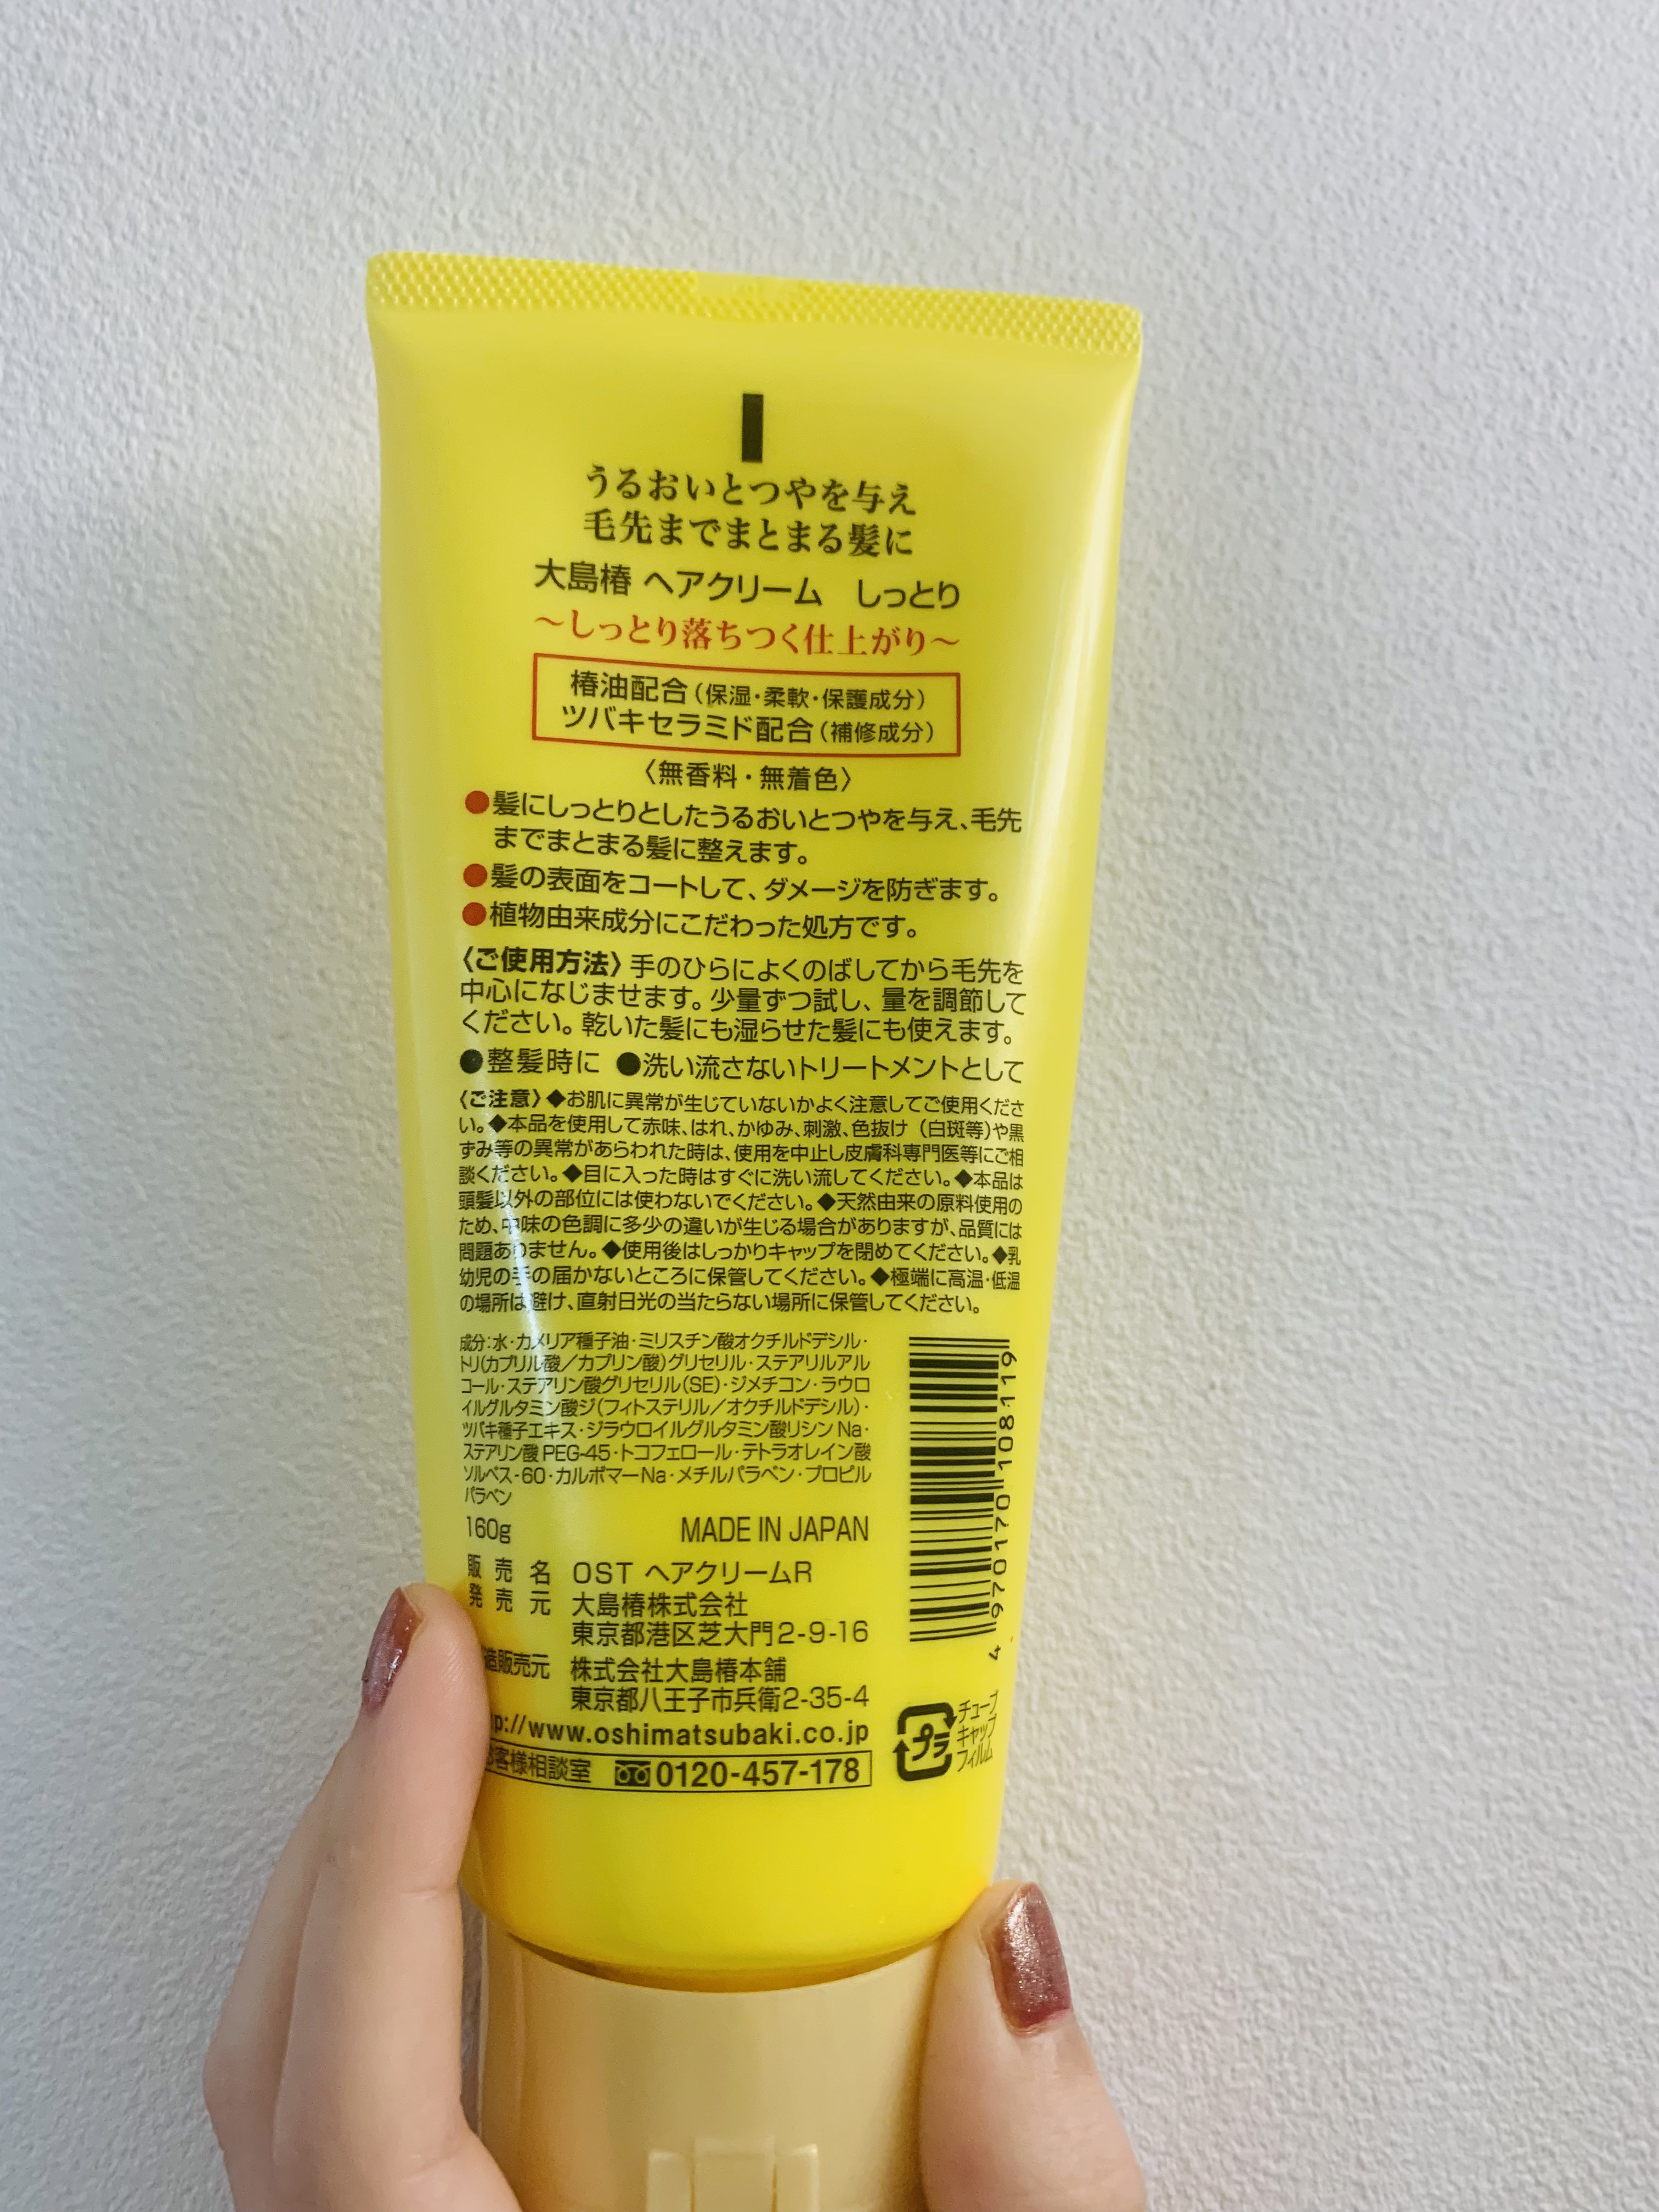 うるおいとつやを与え
毛先までまとまる髪に
大島椿 ヘアクリーム しっとり
〜しっとり落ちつく仕上がり〜
椿油配合(保湿・柔軟・保護成分)
ツバキセラミド配合(補修成分)
〈無香料・無着色〉
●髪にしっとりとしたうるおいとつやを与え、毛先
までまとまる髪に整えます。
●髪の表面をコートして、ダメージを防ぎます。
●植物由来成分にこだわった処方です。
〈ご使用方法〉手のひらによくのばしてから毛先を
中心になじませます。少量ずつ試し、量を調節して
ください。乾いた髪にも湿らせた髪にも使えます。
●整髪時に ●洗い流さないトリートメントとして
〈ご注意〉◆お肌に異常が生じていないかよく注意してご使用くださ
い。◆本品を使用して赤味、はれ、かゆみ、刺激、色抜け(白斑等)や黒
ずみ等の異常があらわれた時は、使用を中止し皮膚科専門医等にご相
談ください。◆目に入った時はすぐに洗い流してください。◆本品は
頭髪以外の部位には使わないでください。◆天然由来の原料使用の
ため、中味の色調に多少の違いが生じる場合がありますが、品質には
問題ありません。◆使用後はしっかりキャップを閉めてください。◆乳
幼児の手の届かないところに保管してください。◆極端に高温・低温
の場所は避け、直射日光の当たらない場所に保管してください。
成分:水・カメリア種子油・ミリスチン酸オクチルドデシル・
トリ(カプリル酸/カプリン酸)グリセリル・ステアリルアル
コール・ステアリン酸グリセリル(SE)・ジメチコン・ラウロ
イルグルタミン酸ジ(フィトステリル/オクチルドデシル)・
ツバキ種子エキス・ジラウロイルグルタミン酸リシンNa・
ステアリン酸PEG-45・トコフェロール・テトラオレイン酸
ソルベス-60・カルボマーNa・メチルパラベン・プロピル
パラベン
160g MADE IN JAPAN
販売名 OST ヘアクリームR
発売元 大島椿株式会社
東京都港区芝大門2-9-16
造販売元 株式会社大島椿本舗
東京都八王子市兵衛2-35-4
p://www.oshimatsubaki.co.jp
お客様相談室 0120-457-178
4 970170 108119
プラ
チューブ
キャップ
フィルム